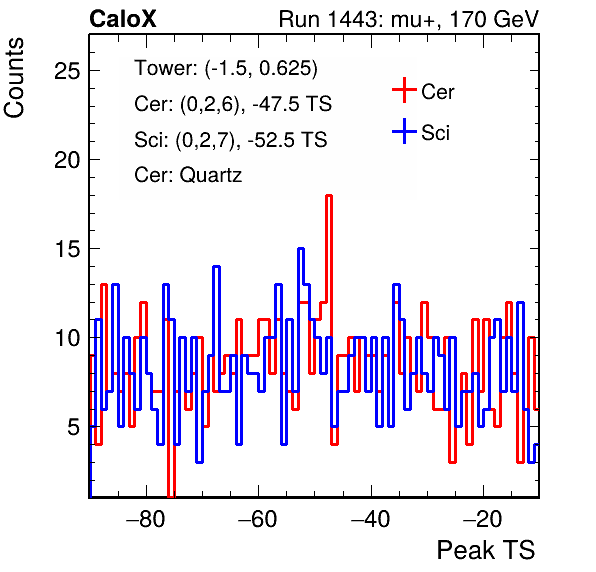 CaloX Run 1443: mu+, 170 GeV
Counts
Tower: (-1.5, 0.625)
Cer: (0,2,6), -47.5 TS
Sci: (0,2,7), -52.5 TS
Cer: Quartz
Cer
Sci
25
20
15
10
5
−80 −60 −40 −20
Peak TS